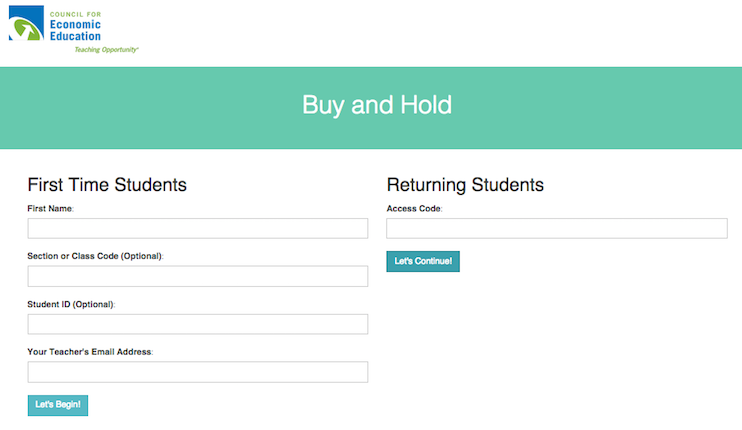 COUNCIL FOR
Economic
Education
Teaching Opportunity®
Buy and Hold
First Time Students
First Name:
Section or Class Code (Optional):
Student ID (Optional):
Your Teacher's Email Address:
Let's Begin!
Returning Students
Access Code:
Let's Continue!